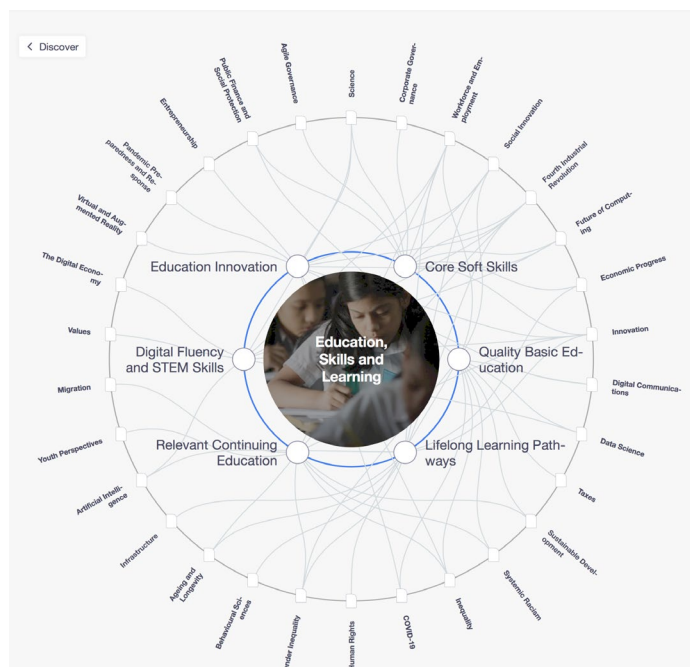 Discover
Agile Governance
Science
Corporate Gover-
nance
Workforce and Em-
ployment
Social Innovation
Fourth Industrial
Revolution
Future of Comput-
ing
Economic Progress
Innovation
Digital Communica-
tions
Data Science
Taxes
Sustainable Devel-
opment
Systemic Racism
Inequality
COVID-19
Human Rights
nder Inequality
Behavioural Sci-
ences
Ageing and
Longevity
Infrastructure
Artificial Intelli-
gence
Youth Perspectives
Migration
Values
The Digital Econo-
my
Virtual and Aug-
mented Reality
Pandemic Pre-
paredness and Re-
sponse
Entrepreneurship
Public Finance and
Social Protection
Education Innovation
Core Soft Skills
Digital Fluency
and STEM Skills
Education,
Skills and
Learning
Quality Basic Ed-
ucation
Relevant Continuing
Education
Lifelong Learning Path-
ways